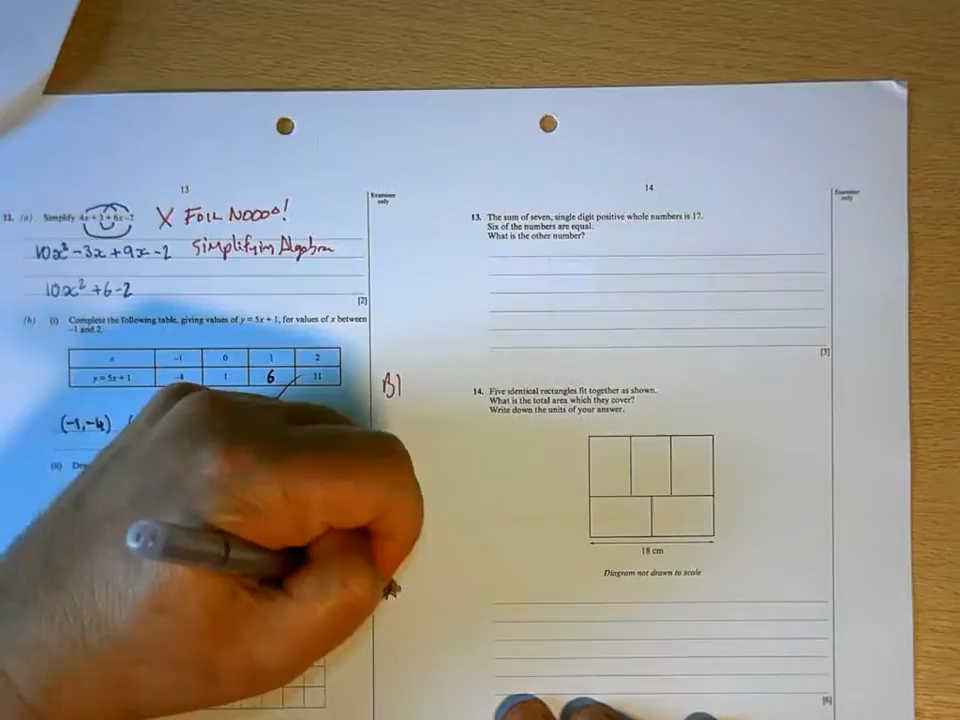 13
Examiner only
12. (a) Simplify 4x + 3 + 6x - 2
X FOIL NOOOO!
10x² - 3x + 9x - 2 Simplifying Algebra
10x² + 6 - 2
[2]
(b) (i) Complete the following table, giving values of y = 5x + 1, for values of x between
-1 and 2.
x -1 0 1 2
y = 5x + 1 -4 1 6 11
B1
(-1, -4)
(ii)
14
Examiner only
13. The sum of seven, single digit positive whole numbers is 17.
Six of the numbers are equal.
What is the other number?
[3]
14. Five identical rectangles fit together as shown.
What is the total area which they cover?
Write down the units of your answer.
18 cm
Diagram not drawn to scale
[6]